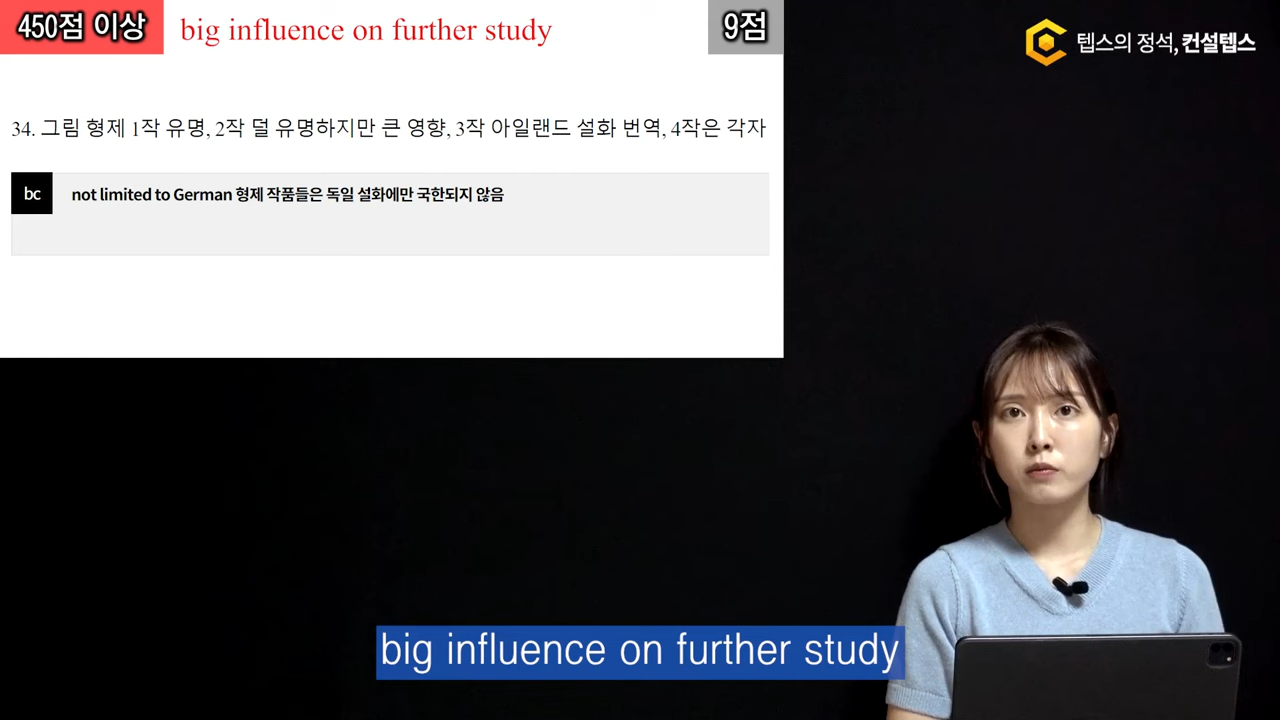 450점 이상
big influence on further study
9점
텝스의 정석, 컨설텝스
34. 그림 형제 1작 유명, 2작 덜 유명하지만 큰 영향, 3작 아일랜드 설화 번역, 4작은 각자
bc
not limited to German 형제 작품들은 독일 설화에만 국한되지 않음
big influence on further study